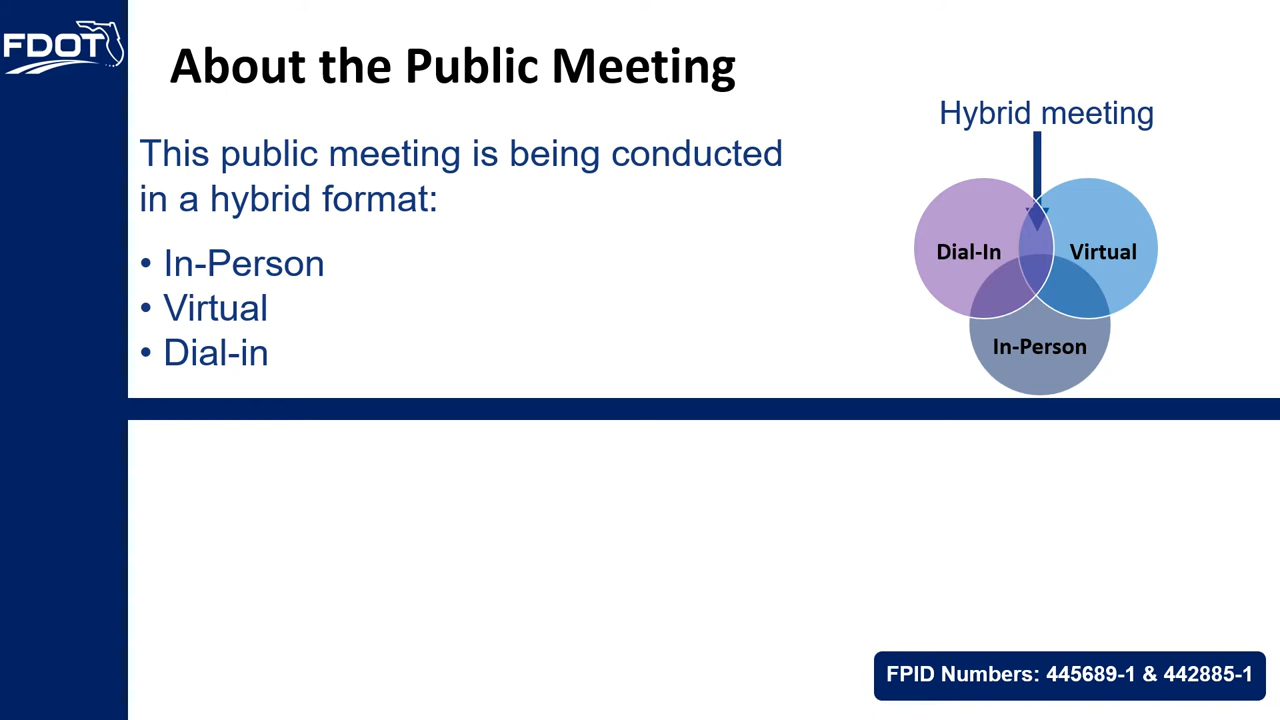 FDOT
About the Public Meeting
Hybrid meeting
This public meeting is being conducted
in a hybrid format:
• In-Person
• Virtual
• Dial-in
Dial-In
Virtual
In-Person
FPID Numbers: 445689-1 & 442885-1